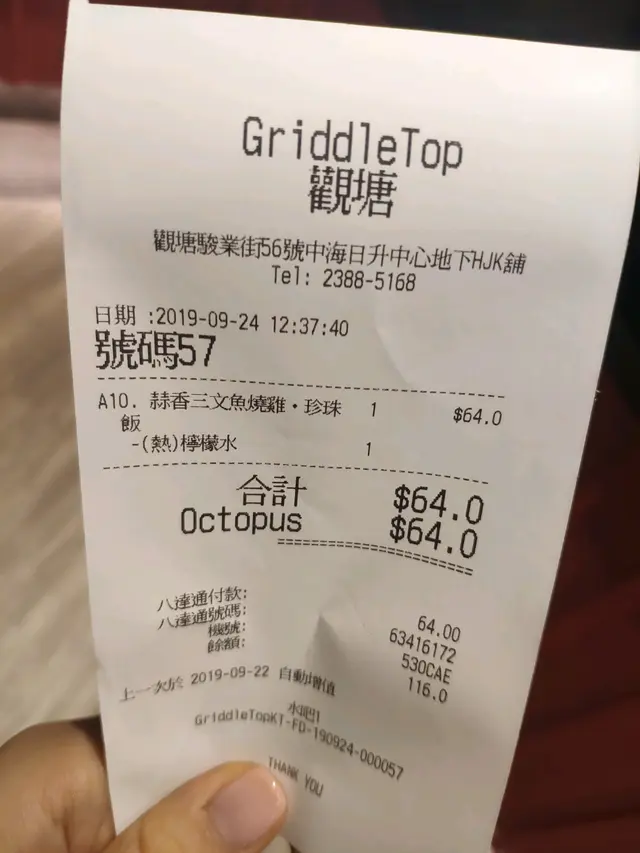 GriddleTop
觀塘
觀塘駿業街56號中海日升中心地下HJK舖
Tel: 2388-5168
日期 :2019-09-24 12:37:40
號碼57
A10. 蒜香三文魚燒雞・珍珠 1 $64.0
飯
-(熱)檸檬水 1
合計 $64.0
Octopus $64.0
八達通付款: 64.00
八達通號碼: 63416172
機號: 530CAE
餘額: 116.0
上一次於 2019-09-22 自動增值
水吧1
GriddleTopKT-FD-190924-000057
THANK YOU